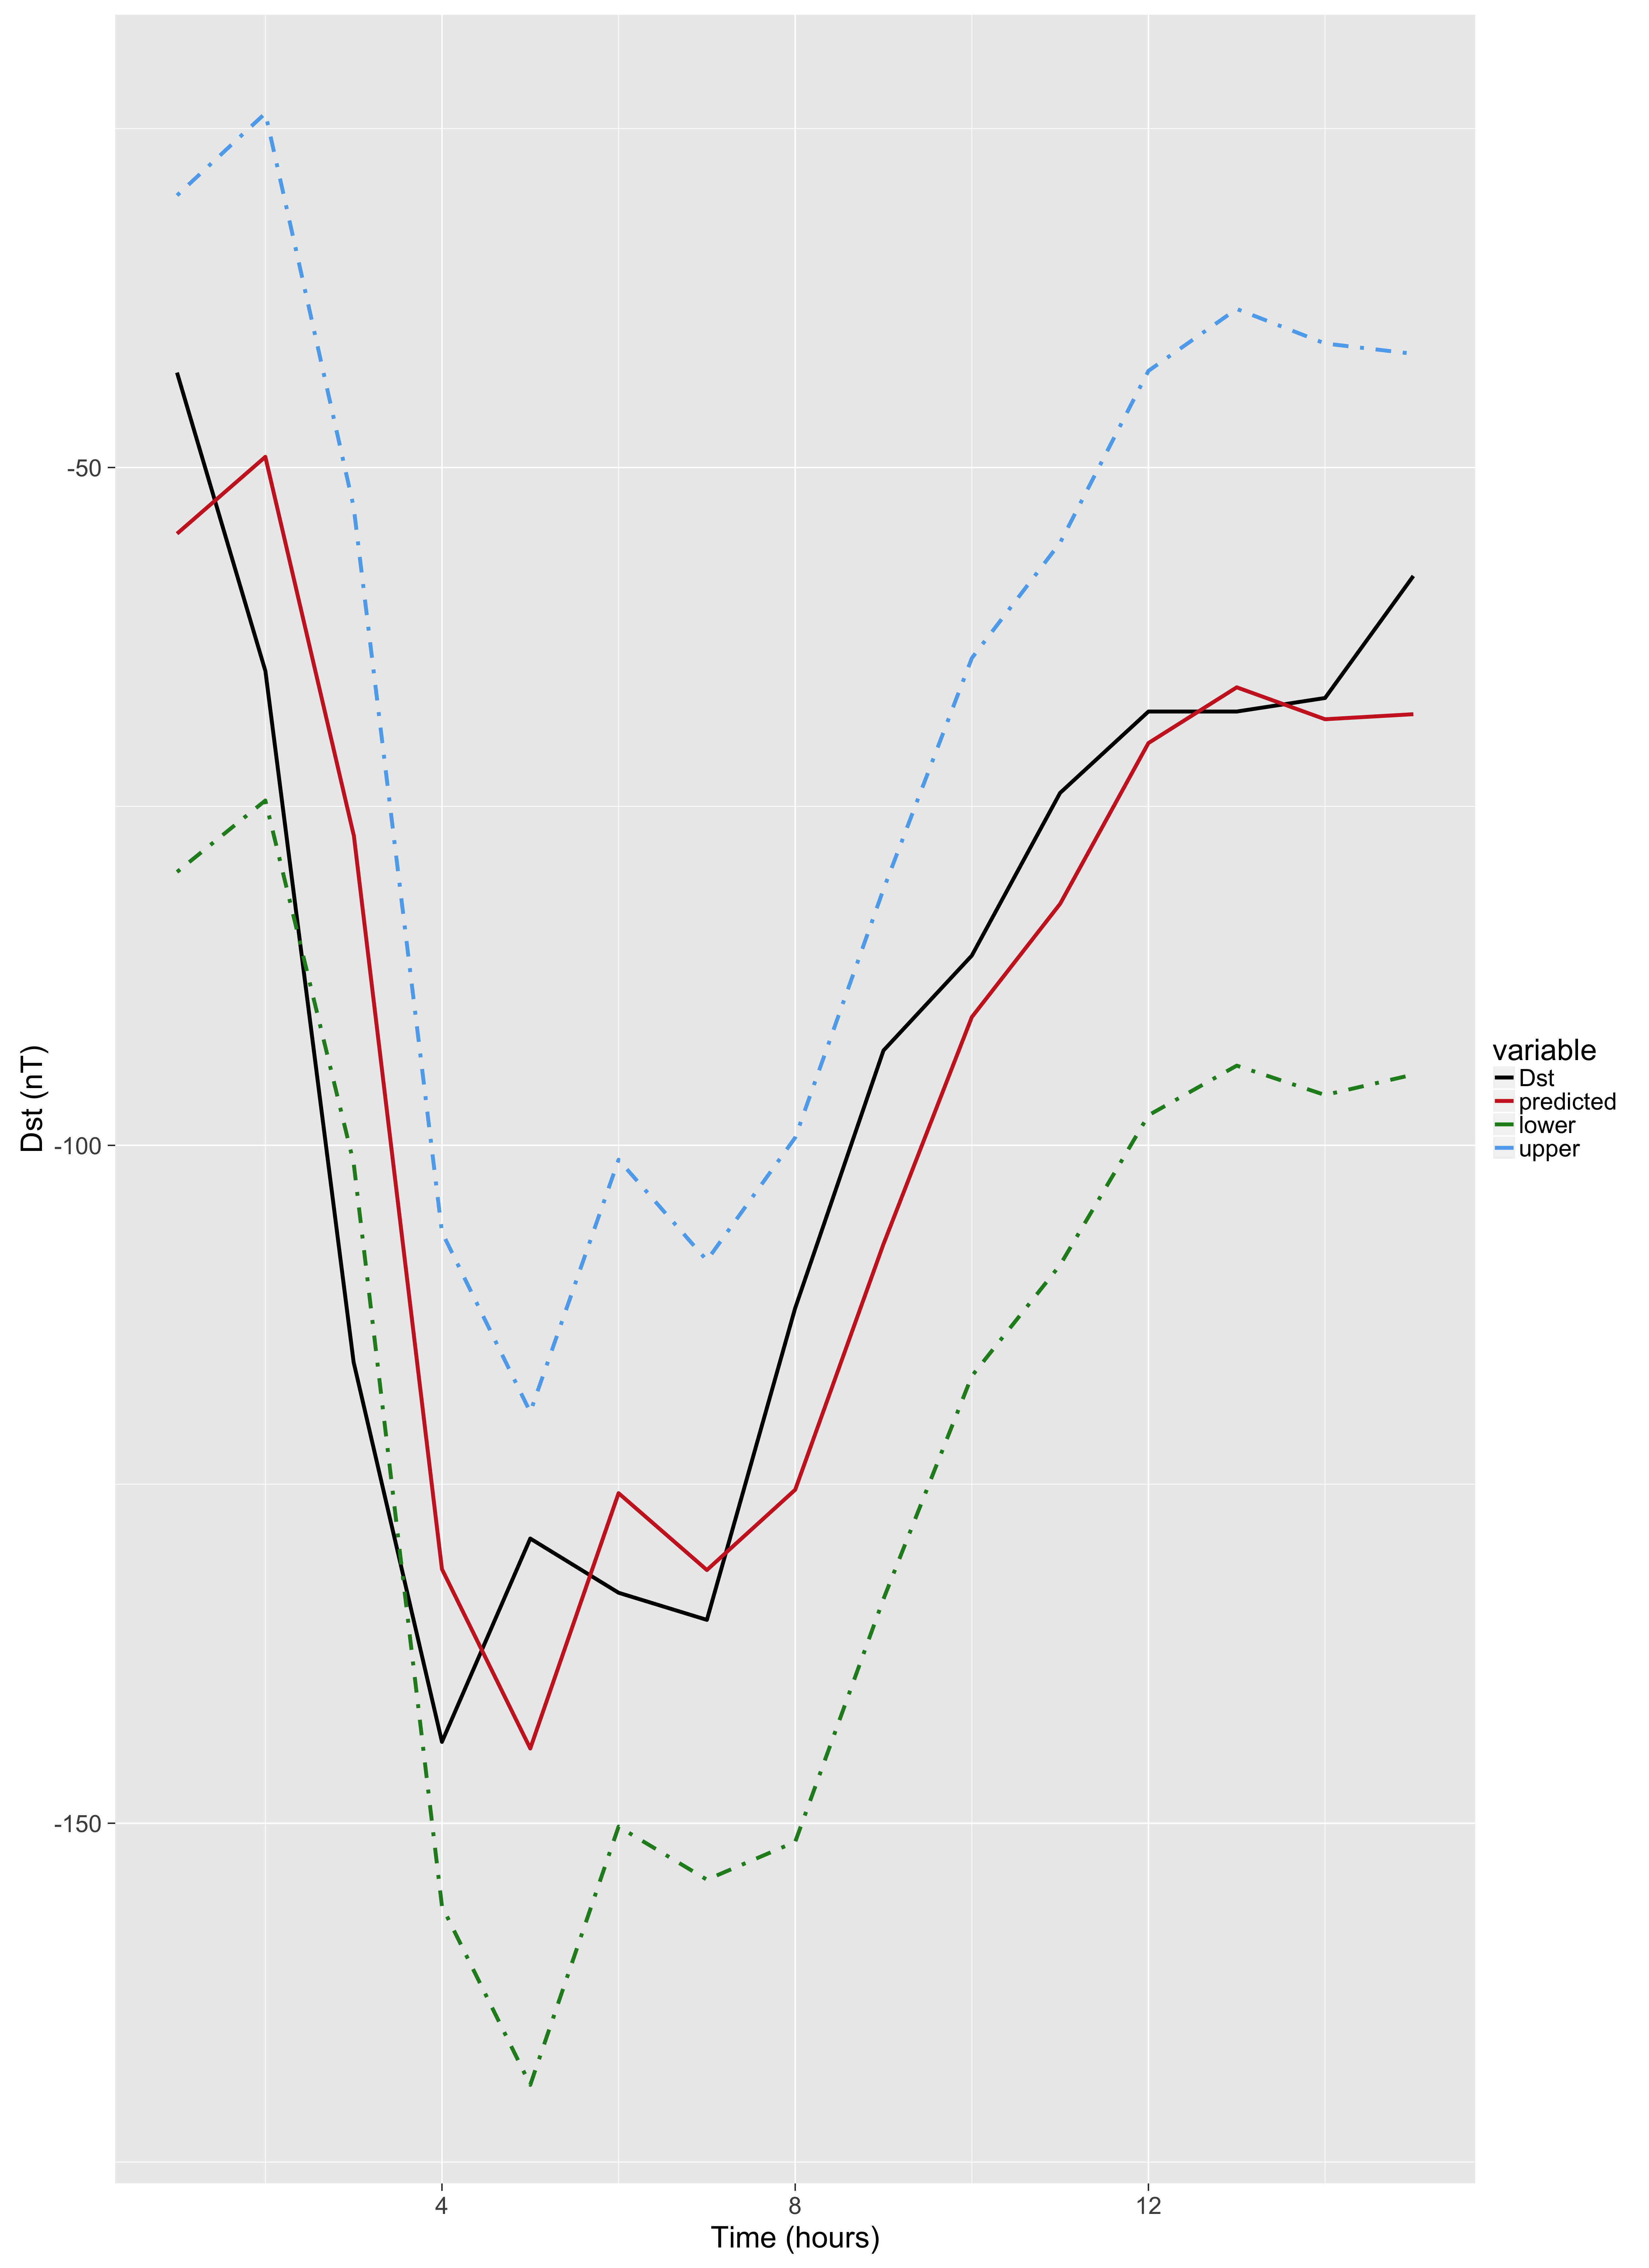 Dst (nT)
-50
-100
-150
4
8
12
Time (hours)
variable
Dst
predicted
lower
upper